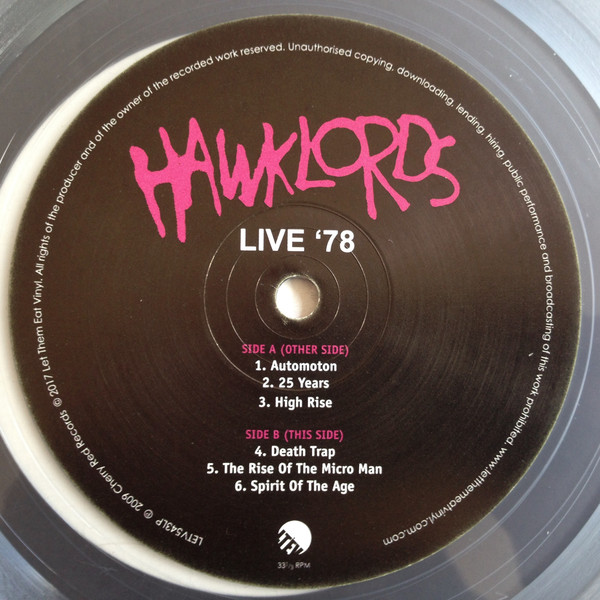 HAWKLORDS
LIVE ‘78
SIDE A (OTHER SIDE)
1. Automoton
2. 25 Years
3. High Rise
SIDE B (THIS SIDE)
4. Death Trap
5. The Rise Of The Micro Man
6. Spirit Of The Age
LETV
33⅓ RPM
LETV543LP ℗ 2009 Cherry Red Records © 2017 Let Them Eat Vinyl. All rights of the producer and of the owner of the recorded work reserved. Unauthorised copying, downloading, lending, hiring, public performance and broadcasting of this work prohibited. www.letthemeatvinyl.com